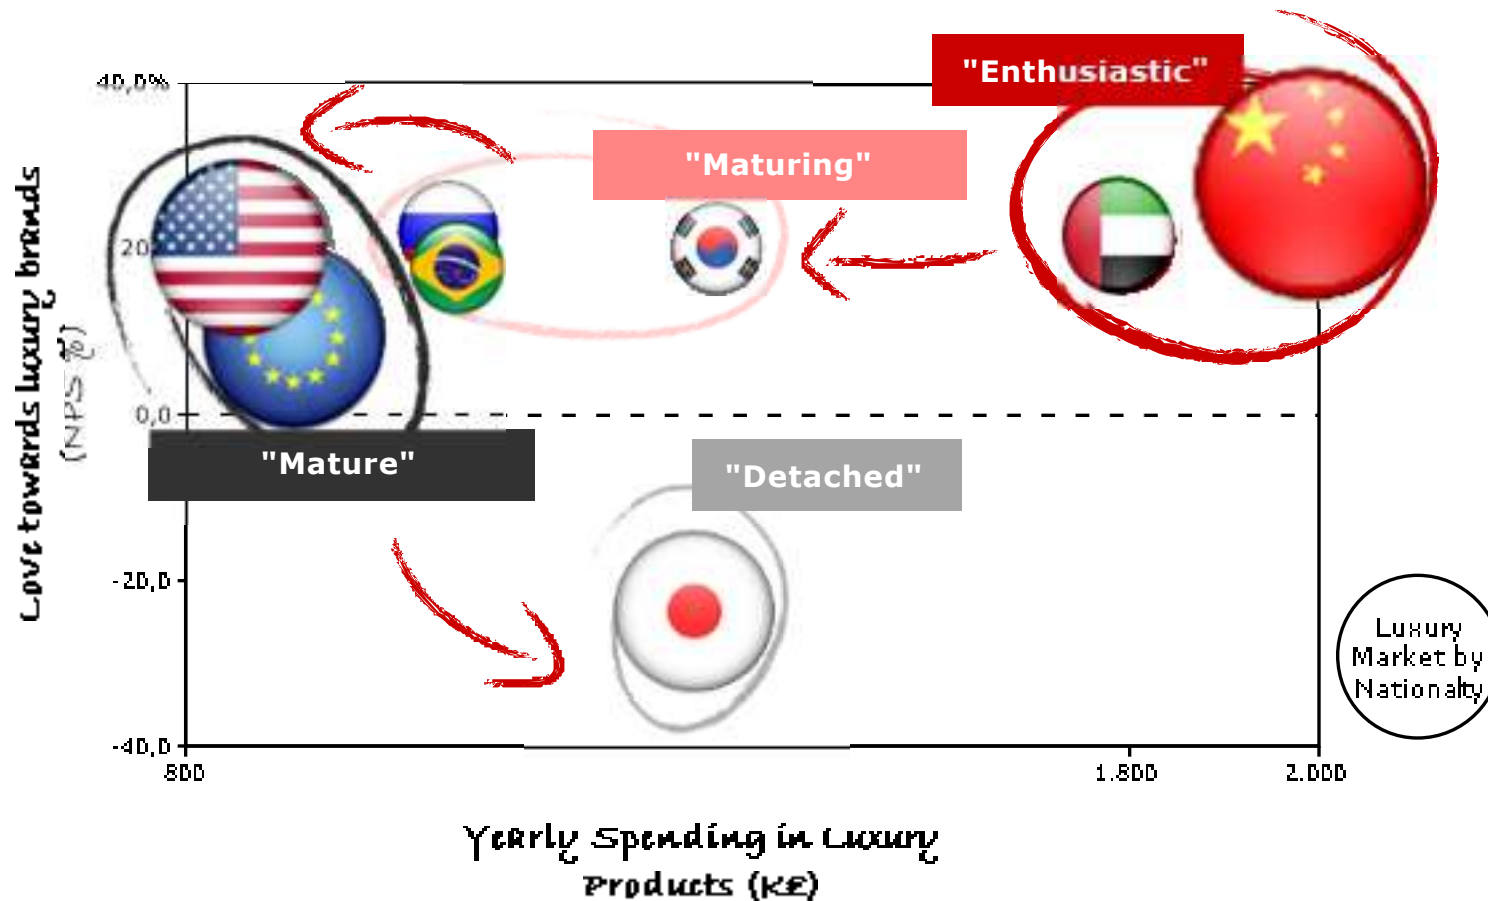 "Enthusiastic"
40,0%
"Maturing"
20
0,0
"Mature"
"Detached"
-20,0
-40,0
800
1.800
2.000
Love towards luxury brands
(NPS %)
Luxury
Market by
Nationalty
Yearly Spending in Luxury
Products (K€)